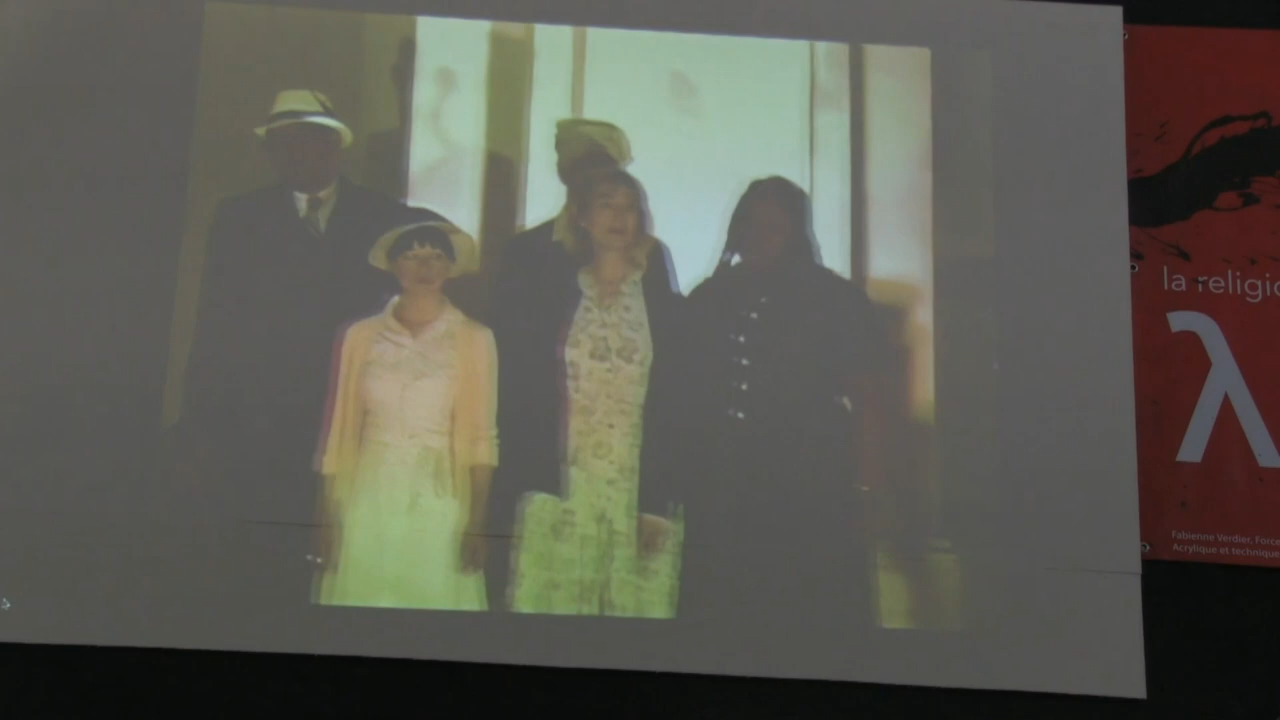 la religio
λ
Fabienne Verdier, Force
Acrylique et technique